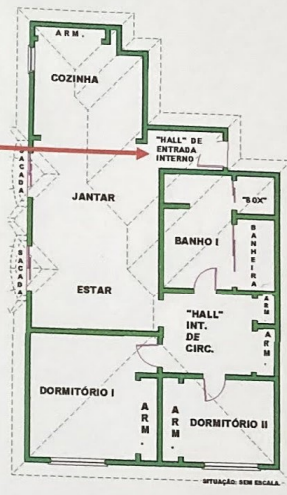 ARM.
COZINHA
"HALL" DE
ENTRADA
INTERNO
SACADA
JANTAR
"BOX"
BANHO I
BANHEIRA
SACADA
ESTAR
"HALL"
INT.
DE
CIRC.
ARM
ARM.
DORMITÓRIO I
ARM.
ARM.
DORMITÓRIO II
SITUAÇÃO: SEM ESCALA.